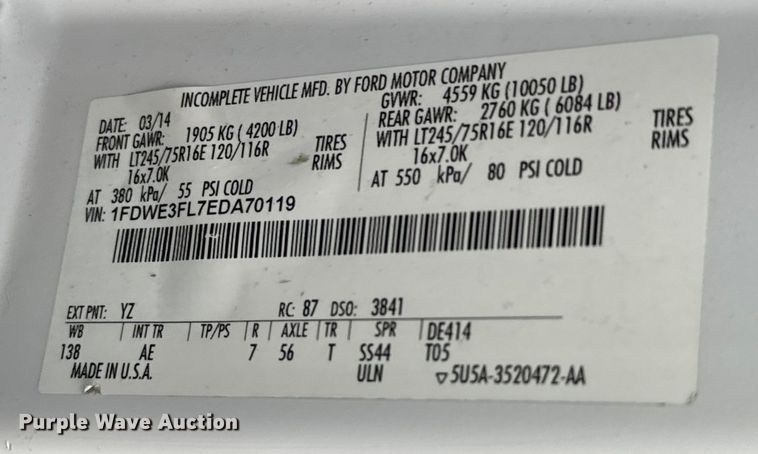 INCOMPLETE VEHICLE MFD. BY FORD MOTOR COMPANY
DATE: 03/14 GVWR: 4559 KG (10050 LB)
FRONT GAWR: 1905 KG (4200 LB) REAR GAWR: 2760 KG (6084 LB)
WITH LT245/75R16E 120/116R TIRES WITH LT245/75R16E 120/116R TIRES
16x7.0K RIMS 16x7.0K RIMS
AT 380 kPa/ 55 PSI COLD AT 550 kPa/ 80 PSI COLD
VIN: 1FDWE3FL7EDA70119
EXT PNT: YZ RC: 87 DSO: 3841
WB | INT TR | TP/PS | R | AXLE | TR | SPR | DE414
138 AE 7 56 T SS44 T05
MADE IN U.S.A. ULN ▽5U5A-3520472-AA
Purple Wave Auction